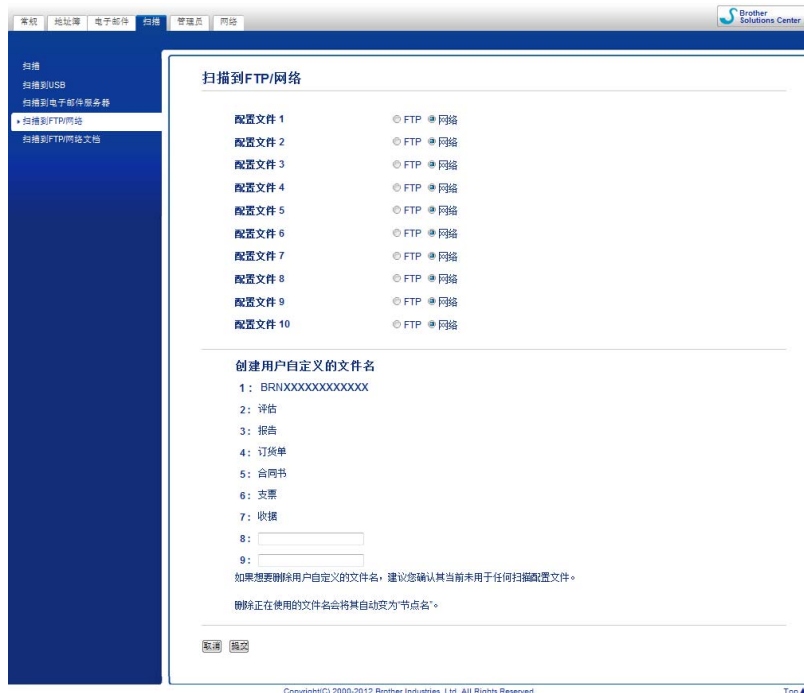 常规 地址簿 电子邮件 扫描 管理员 网络
Brother
Solutions Center
扫描
扫描到USB
扫描到电子邮件服务器
扫描到FTP/网络
扫描到FTP/网络文档
扫描到FTP/网络
配置文件 1 FTP 网络
配置文件 2 FTP 网络
配置文件 3 FTP 网络
配置文件 4 FTP 网络
配置文件 5 FTP 网络
配置文件 6 FTP 网络
配置文件 7 FTP 网络
配置文件 8 FTP 网络
配置文件 9 FTP 网络
配置文件 10 FTP 网络
创建用户自定义的文件名
1： BRNXXXXXXXXXXXX
2： 评估
3： 报告
4： 订货单
5： 合同书
6： 支票
7： 收据
8：
9：
如果想要删除用户自定义的文件名，建议您确认其当前未用于任何扫描配置文件。
删除正在使用的文件名会将其自动变为“节点名”。
取消 提交
Copyright(C) 2000-2012 Brother Industries, Ltd. All Rights Reserved. Top